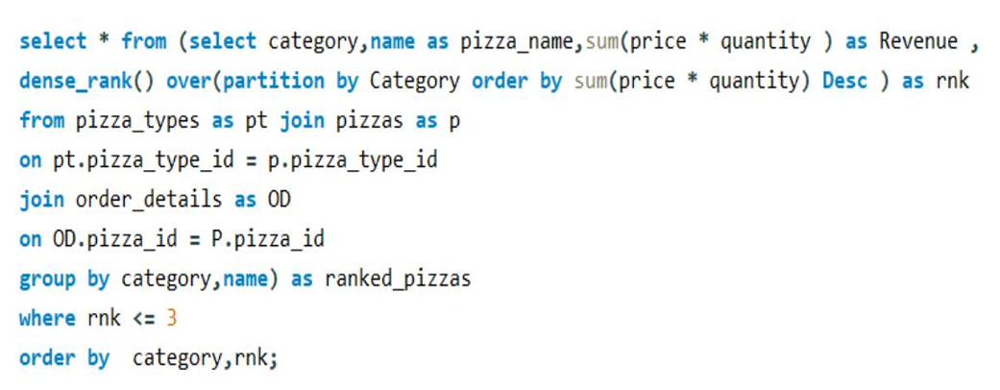 select * from (select category,name as pizza_name,sum(price * quantity ) as Revenue ,
dense_rank() over(partition by Category order by sum(price * quantity) Desc ) as rnk
from pizza_types as pt join pizzas as p
on pt.pizza_type_id = p.pizza_type_id
join order_details as OD
on OD.pizza_id = P.pizza_id
group by category,name) as ranked_pizzas
where rnk <= 3
order by  category,rnk;